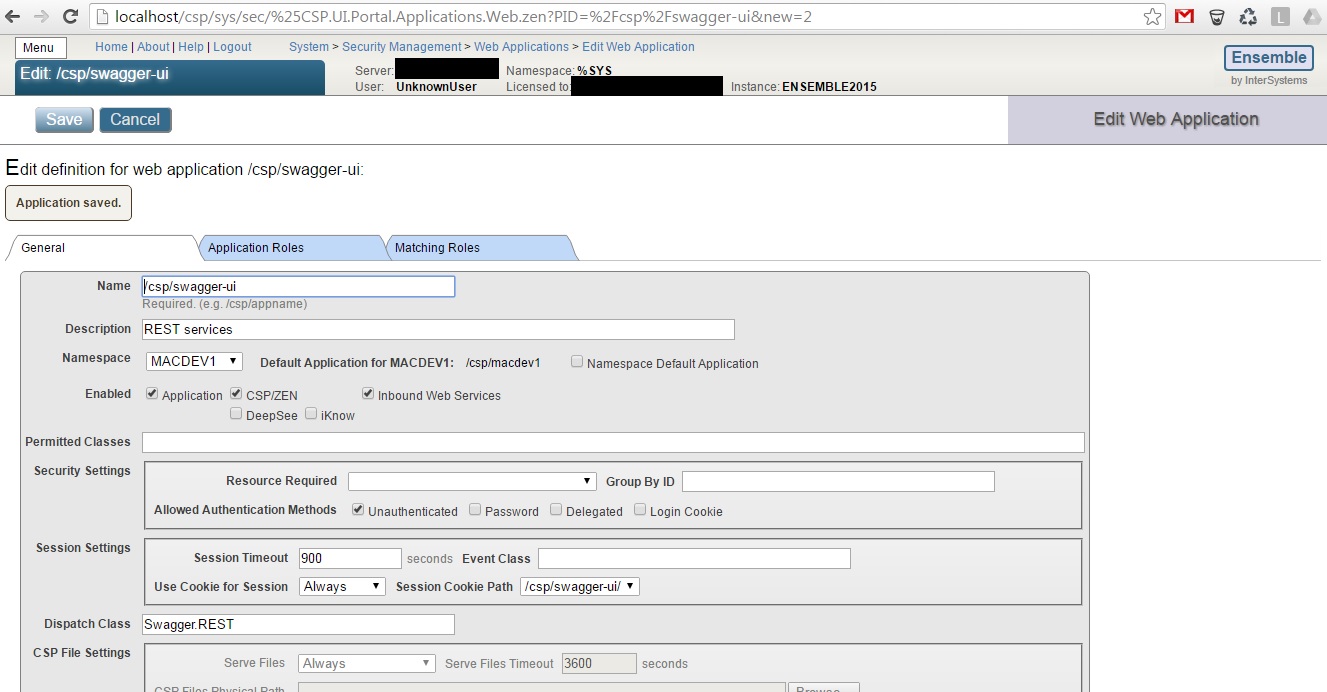 localhost/csp/sys/sec/%25CSP.UI.Portal.Applications.Web.zen?PID=%2Fcsp%2Fswagger-ui&new=2
Menu Home | About | Help | Logout System > Security Management > Web Applications > Edit Web Application
Edit: /csp/swagger-ui
Server: Namespace: %SYS
User: UnknownUser Licensed to: Instance: ENSEMBLE2015
Ensemble
by InterSystems
Save Cancel Edit Web Application
Edit definition for web application /csp/swagger-ui:
Application saved.
General Application Roles Matching Roles
Name /csp/swagger-ui
Required. (e.g. /csp/appname)
Description REST services
Namespace MACDEV1 Default Application for MACDEV1: /csp/macdev1 Namespace Default Application
Enabled Application CSP/ZEN Inbound Web Services
DeepSee iKnow
Permitted Classes
Security Settings
Resource Required Group By ID
Allowed Authentication Methods Unauthenticated Password Delegated Login Cookie
Session Settings
Session Timeout 900 seconds Event Class
Use Cookie for Session Always Session Cookie Path /csp/swagger-ui/
Dispatch Class Swagger.REST
CSP File Settings
Serve Files Always Serve Files Timeout 3600 seconds
CSP Files Physical Path Browse...